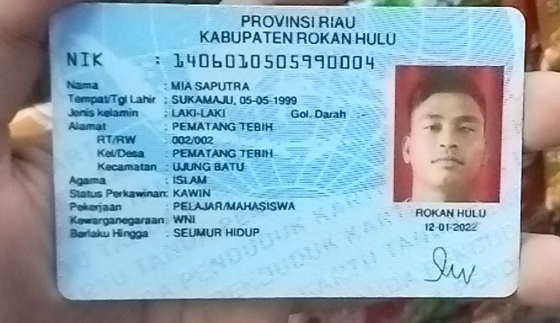 PROVINSI RIAU
KABUPATEN ROKAN HULU
NIK : 1406010505990004
Nama : MIA SAPUTRA
Tempat/Tgl Lahir : SUKAMAJU, 05-05-1999
Jenis kelamin : LAKI-LAKI Gol. Darah :-
Alamat : PEMATANG TEBIH
RT/RW : 002/002
Kel/Desa : PEMATANG TEBIH
Kecamatan : UJUNG BATU
Agama : ISLAM
Status Perkawinan: KAWIN
Pekerjaan : PELAJAR/MAHASISWA
Kewarganegaraan: WNI
Berlaku Hingga : SEUMUR HIDUP
ROKAN HULU
12-01-2022